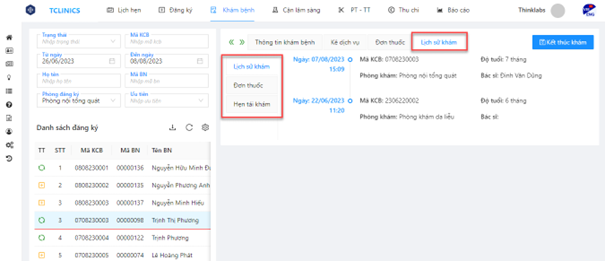 TCLINICS
Lịch hẹn
Đăng ký
Khám bệnh
Cận lâm sàng
PT - TT
Thu chi
Báo cáo
Thinklabs
Trạng thái
Nhập trạng thái
Mã KCB
Nhập mã kcb
Từ ngày
26/06/2023
Đến ngày
08/08/2023
Họ tên
Nhập họ tên
Mã BN
Nhập mã BN
Phòng đăng ký
Phòng nội tổng quát
Ưu tiên
Nhập ưu tiên
Danh sách đăng ký
TT STT Mã KCB Mã BN Tên BN
1 0808230001 00000136 Nguyễn Hữu Minh
2 0808230002 00000135 Nguyễn Phương Anh
3 0808230003 00000137 Nguyễn Minh Hiếu
3 0708230003 00000098 Trịnh Thị Phương
4 0708230004 00000122 Trịnh Phương
5 0708230005 00000074 Lê Hoàng Phát
Thông tin khám bệnh
Kê dịch vụ
Đơn thuốc
Lịch sử khám
Kết thúc khám
Lịch sử khám
Đơn thuốc
Hẹn tái khám
Ngày: 07/08/2023
15:09
Mã KCB: 0708230003
Độ tuổi: 7 tháng
Phòng khám: Phòng nội tổng quát
Bác sĩ: Đinh Văn Dũng
Ngày: 22/06/2023
11:20
Mã KCB: 2306220002
Độ tuổi: 6 tháng
Phòng khám: Phòng khám da liễu
Bác sĩ: